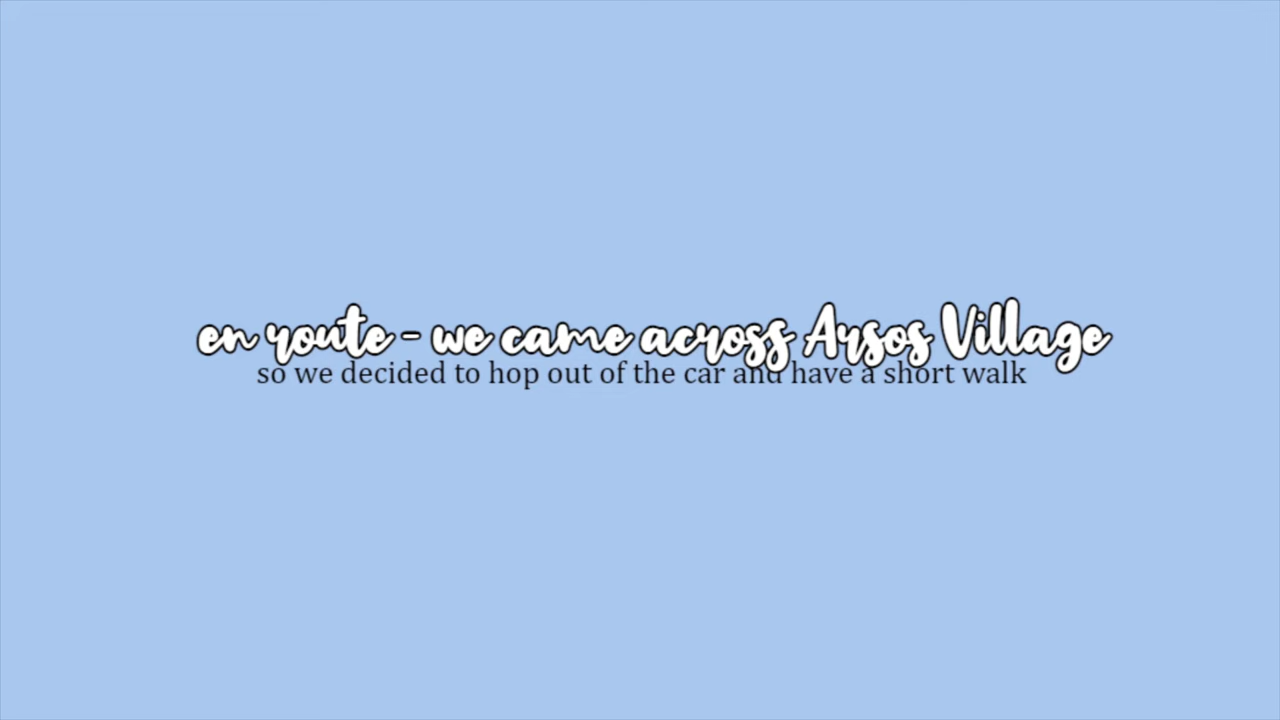 en route - we came across Arsos Village
so we decided to hop out of the car and have a short walk